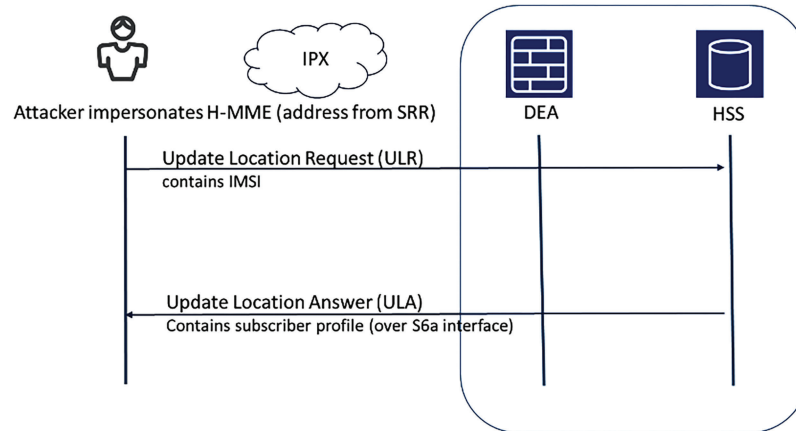 IPX
Attacker impersonates H-MME (address from SRR)
DEA
HSS
Update Location Request (ULR)
contains IMSI
Update Location Answer (ULA)
Contains subscriber profile (over S6a interface)